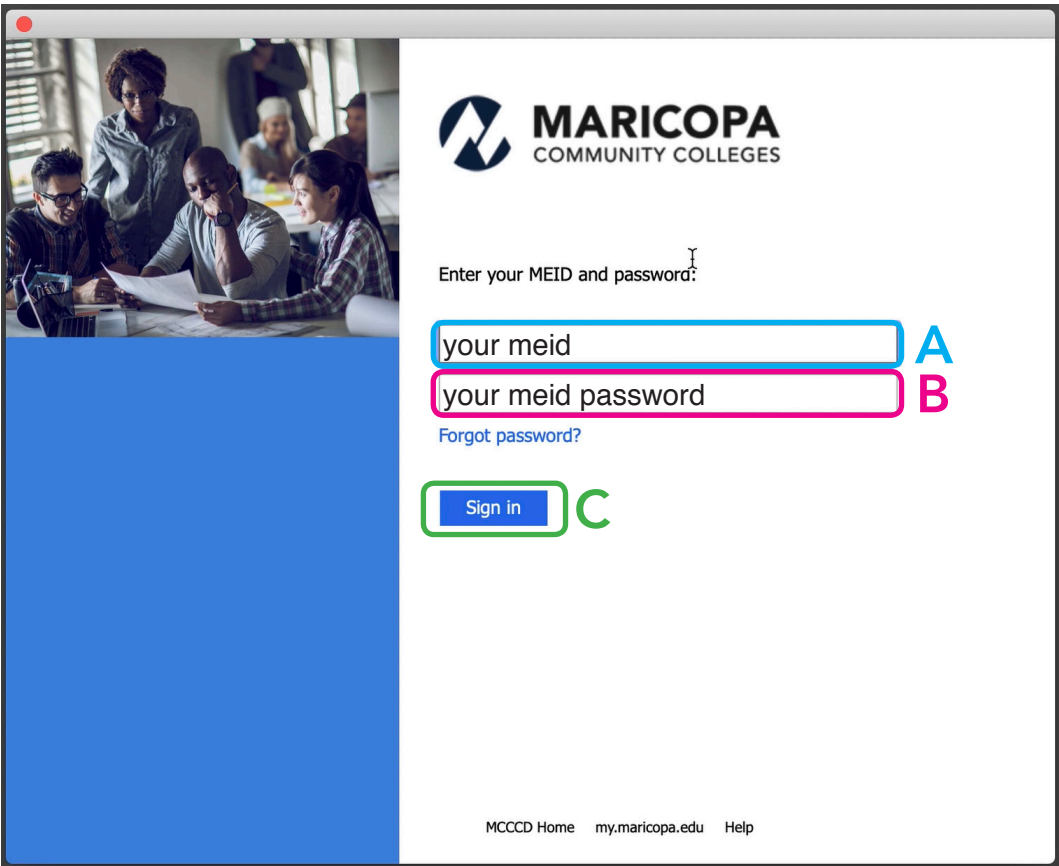 MARICOPA
COMMUNITY COLLEGES
Enter your MEID and password:
your meid A
your meid password B
Forgot password?
Sign in C
MCCCD Home my.maricopa.edu Help